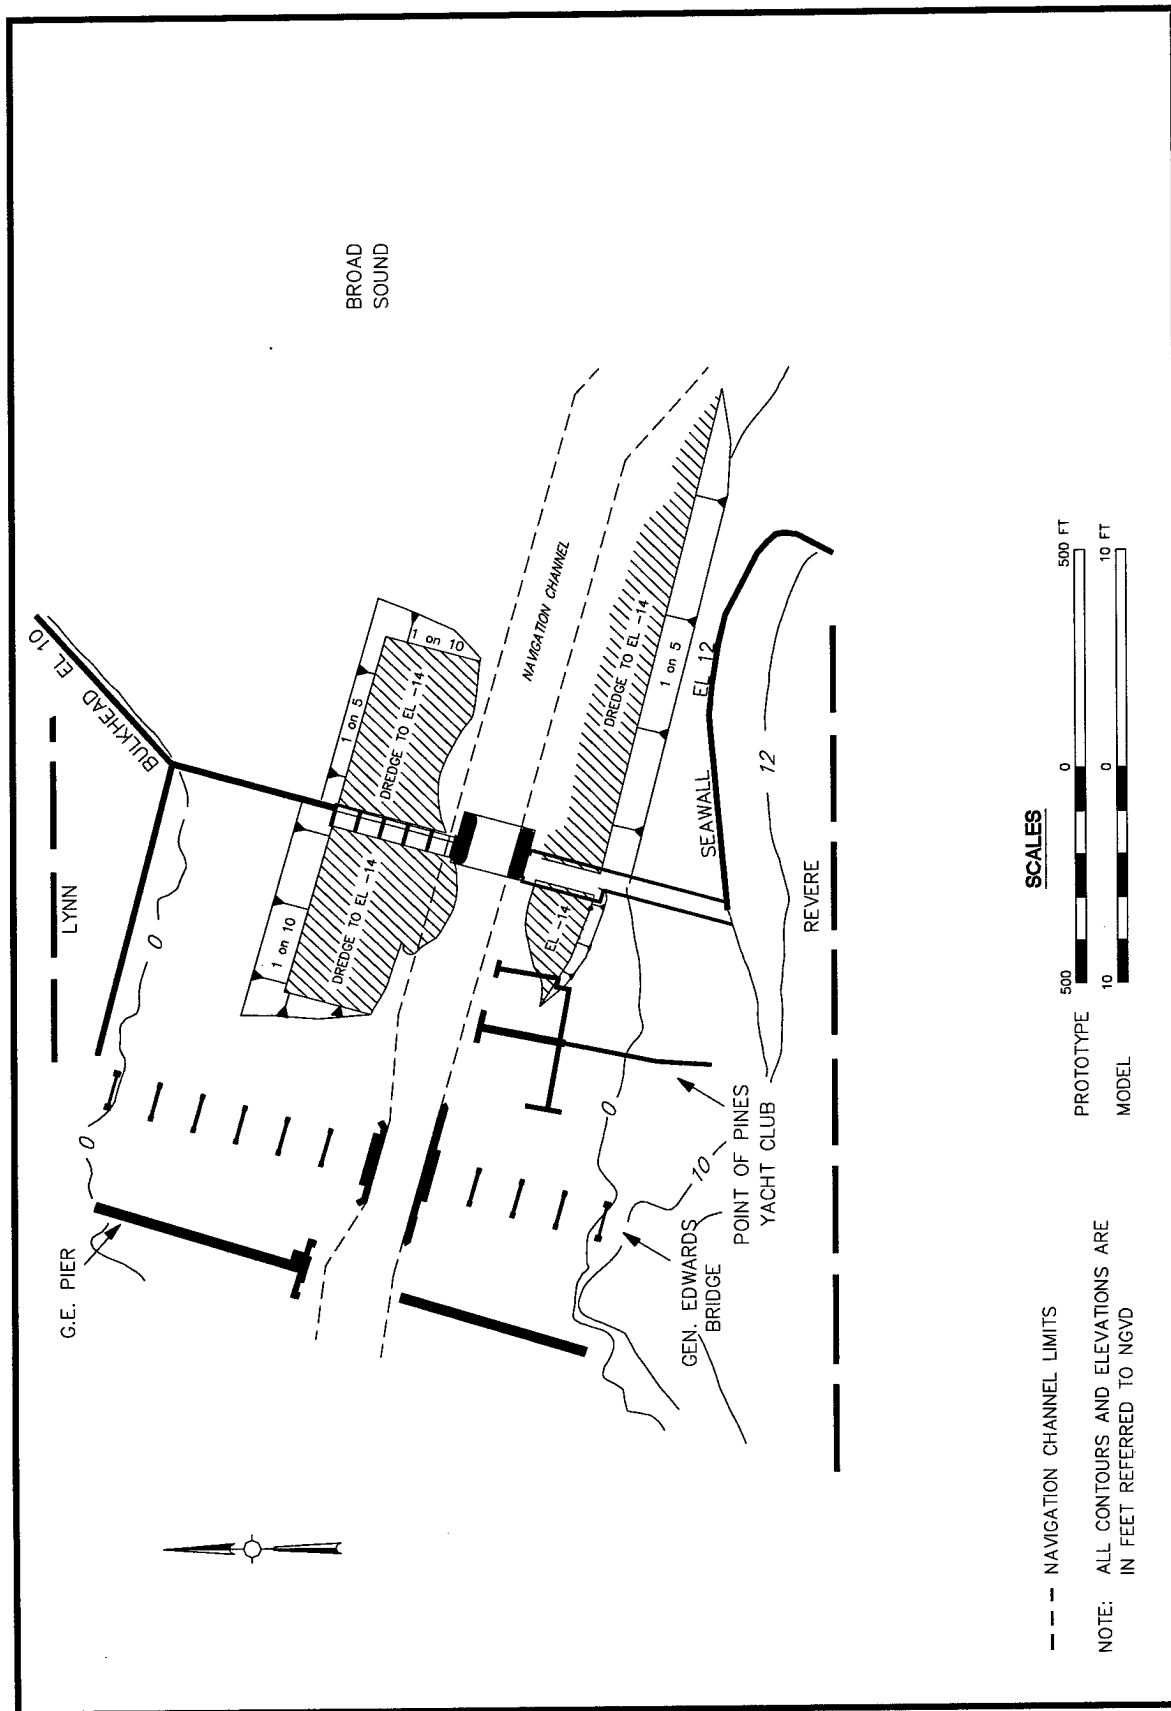 BROAD
SOUND
BULKHEAD EL 10
LYNN
0
0
1 on 5
1 on 10
DREDGE TO EL -14
1 on 10
DREDGE TO EL -14
NAVIGATION CHANNEL
DREDGE TO EL -14
1 on 5
EL -14
SEAWALL EL 12
12
REVERE
0
10
G.E. PIER
POINT OF PINES
YACHT CLUB
GEN. EDWARDS
BRIDGE
SCALES
PROTOTYPE 500 0 500 FT
MODEL 10 0 10 FT
NAVIGATION CHANNEL LIMITS
NOTE: ALL CONTOURS AND ELEVATIONS ARE
IN FEET REFERRED TO NGVD